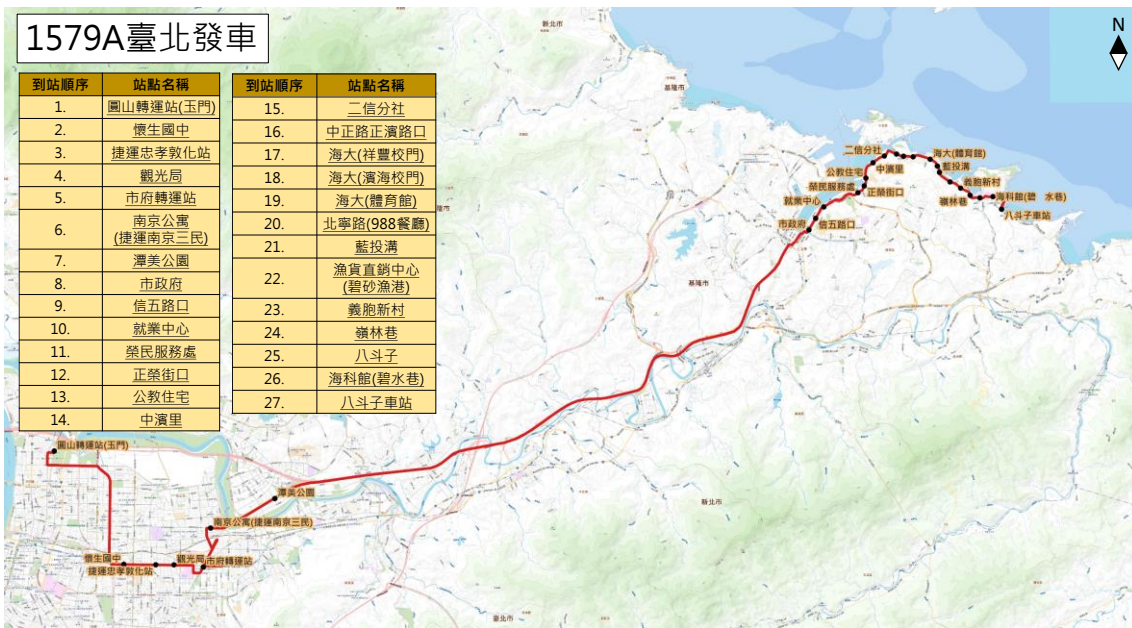 1579A臺北發車
N
到站順序 站點名稱
1. 圓山轉運站(玉門)
2. 懷生國中
3. 捷運忠孝敦化站
4. 觀光局
5. 市府轉運站
6. 南京公寓
(捷運南京三民)
7. 潭美公園
8. 市政府
9. 信五路口
10. 就業中心
11. 榮民服務處
12. 正榮街口
13. 公教住宅
14. 中濱里
到站順序 站點名稱
15. 二信分社
16. 中正路正濱路口
17. 海大(祥豐校門)
18. 海大(濱海校門)
19. 海大(體育館)
20. 北寧路(988餐廳)
21. 藍投溝
22. 漁貨直銷中心
(碧砂漁港)
23. 義胞新村
24. 嶺林巷
25. 八斗子
26. 海科館(碧水巷)
27. 八斗子車站
新北市
基隆市
二信分社
海大(體育館)
中濱里
藍投溝
公教住宅
義胞新村
榮民服務處
正榮街口
嶺林巷
海科館(碧 水巷)
就業中心
八斗子車站
市政府
信五路口
基隆市
圓山轉運站(玉門)
潭美公園
新北市
南京公寓(捷運南京三民)
懷生國中
觀光局
市府轉運站
捷運忠孝敦化站
臺北市